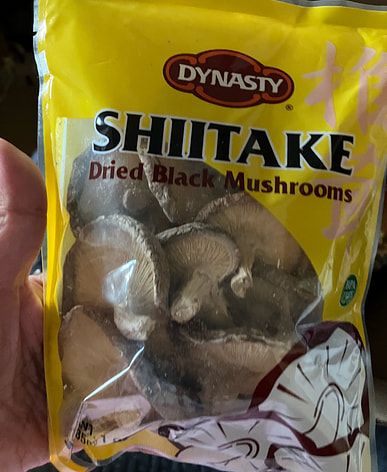 DYNASTY
®
SHIITAKE
Dried Black Mushrooms